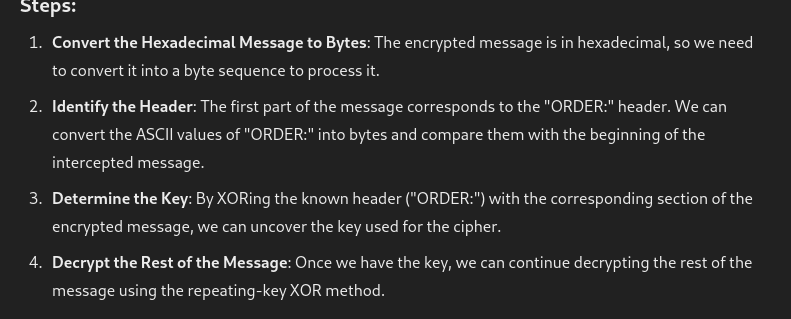 Steps:
1. Convert the Hexadecimal Message to Bytes: The encrypted message is in hexadecimal, so we need
to convert it into a byte sequence to process it.
2. Identify the Header: The first part of the message corresponds to the "ORDER:" header. We can
convert the ASCII values of "ORDER:" into bytes and compare them with the beginning of the
intercepted message.
3. Determine the Key: By XORing the known header ("ORDER:") with the corresponding section of the
encrypted message, we can uncover the key used for the cipher.
4. Decrypt the Rest of the Message: Once we have the key, we can continue decrypting the rest of the
message using the repeating-key XOR method.